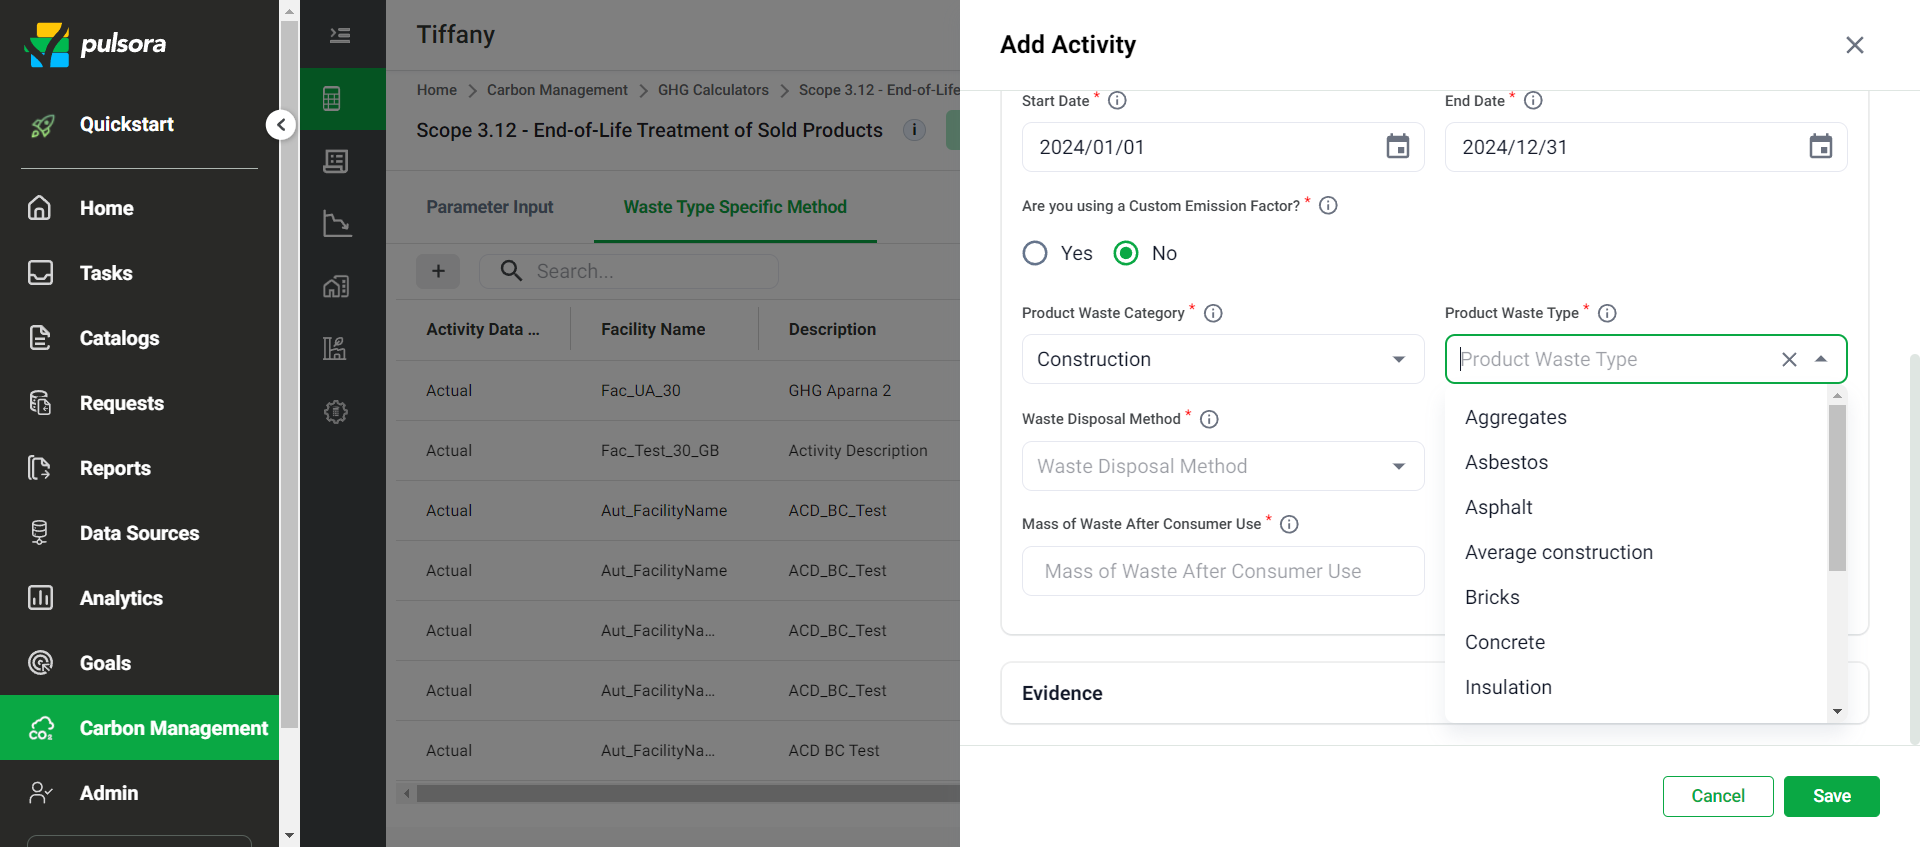 pulsora
Quickstart
Home
Tasks
Catalogs
Requests
Reports
Data Sources
Analytics
Goals
CO₂
Carbon Management
Admin
Tiffany
Home > Carbon Management > GHG Calculators > Scope 3.12 - End-of-Life
Scope 3.12 - End-of-Life Treatment of Sold Products i
Parameter Input Waste Type Specific Method
+ Search...
Activity Data ... Facility Name Description
Actual Fac_UA_30 GHG Aparna 2
Actual Fac_Test_30_GB Activity Description
Actual Aut_FacilityName ACD_BC_Test
Actual Aut_FacilityName ACD_BC_Test
Actual Aut_FacilityNa... ACD_BC_Test
Actual Aut_FacilityNa... ACD_BC_Test
Actual Aut_FacilityNa... ACD BC Test
Add Activity
Start Date * End Date *
2024/01/01 2024/12/31
Are you using a Custom Emission Factor? *
Yes No
Product Waste Category * Product Waste Type *
Construction Product Waste Type
Waste Disposal Method *
Waste Disposal Method
Mass of Waste After Consumer Use *
Mass of Waste After Consumer Use
Aggregates
Asbestos
Asphalt
Average construction
Bricks
Concrete
Insulation
Evidence
Cancel Save